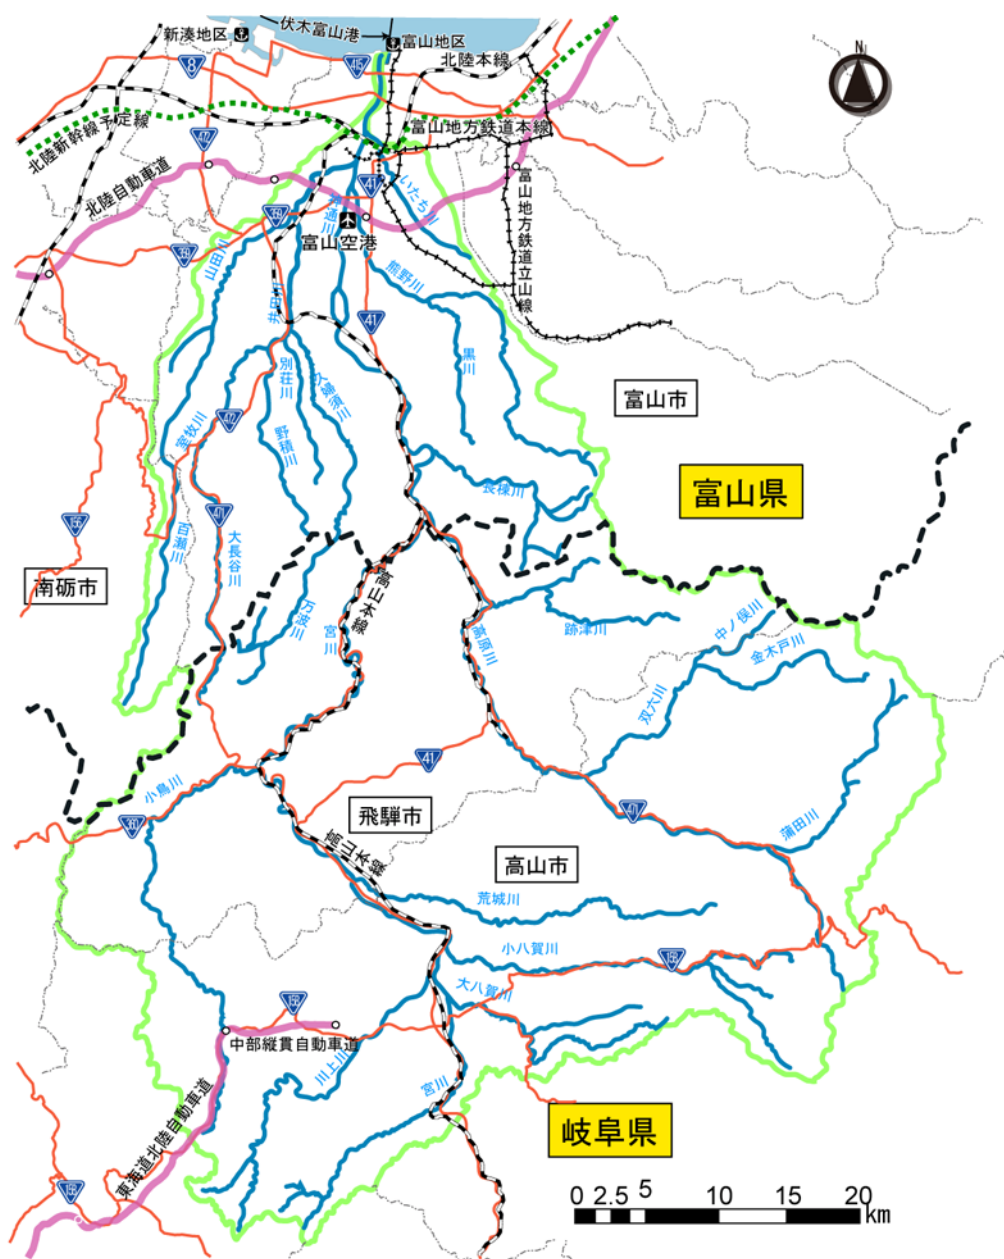 伏木富山港
新湊地区
富山地区
N
8
415
北陸本線
472
北陸新幹線予定線
富山地方鉄道本線
北陸自動車道
41
いたち川
富山地方鉄道立山線
神通川
富山空港
359
359
山田川
熊野川
井田川
41
黒川
別荘川
久婦須川
富山市
472
室牧川
野積川
長棟川
富山県
156
471
百瀬川
大長谷川
南砺市
高山本線
万波川
宮川
高原川
跡津川
中ノ俣川
金木戸川
双六川
41
小鳥川
360
飛騨市
471
蒲田川
高山本線
高山市
荒城川
小八賀川
158
大八賀川
158
中部縦貫自動車道
川上川
宮川
東海道北陸自動車道
岐阜県
158
0 2.5 5 10 15 20 km